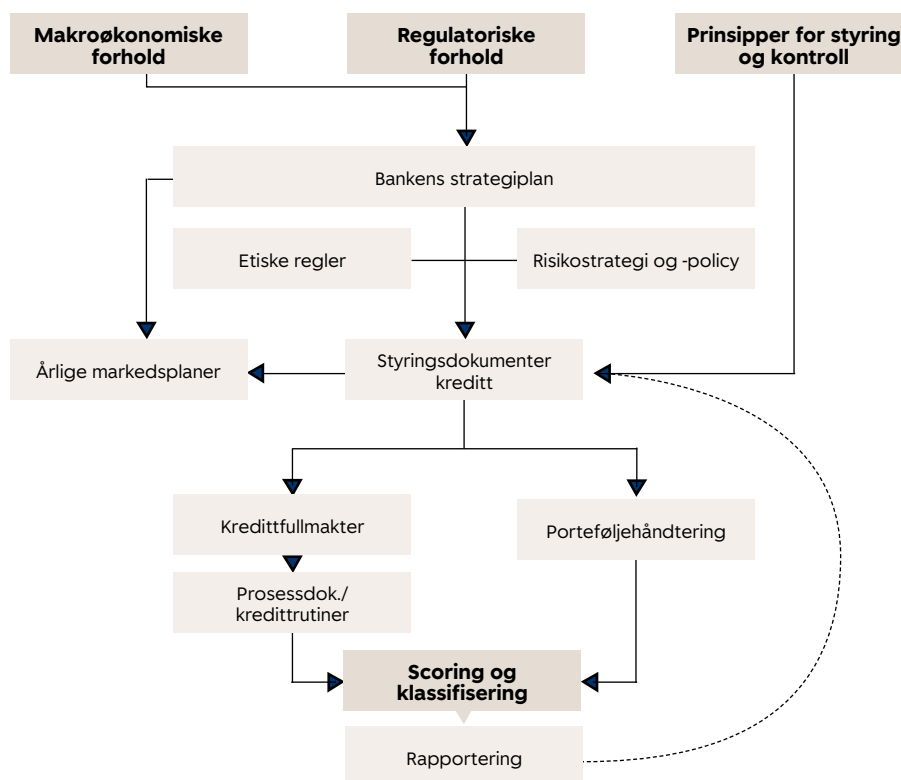 Makroøkonomiske
forhold
Regulatoriske
forhold
Prinsipper for styring
og kontroll
Bankens strategiplan
Etiske regler
Risikostrategi og -policy
Årlige markedsplaner
Styringsdokumenter
kreditt
Kredittfullmakter
Porteføljehåndtering
Prosessdok./
kredittrutiner
Scoring og
klassifisering
Rapportering